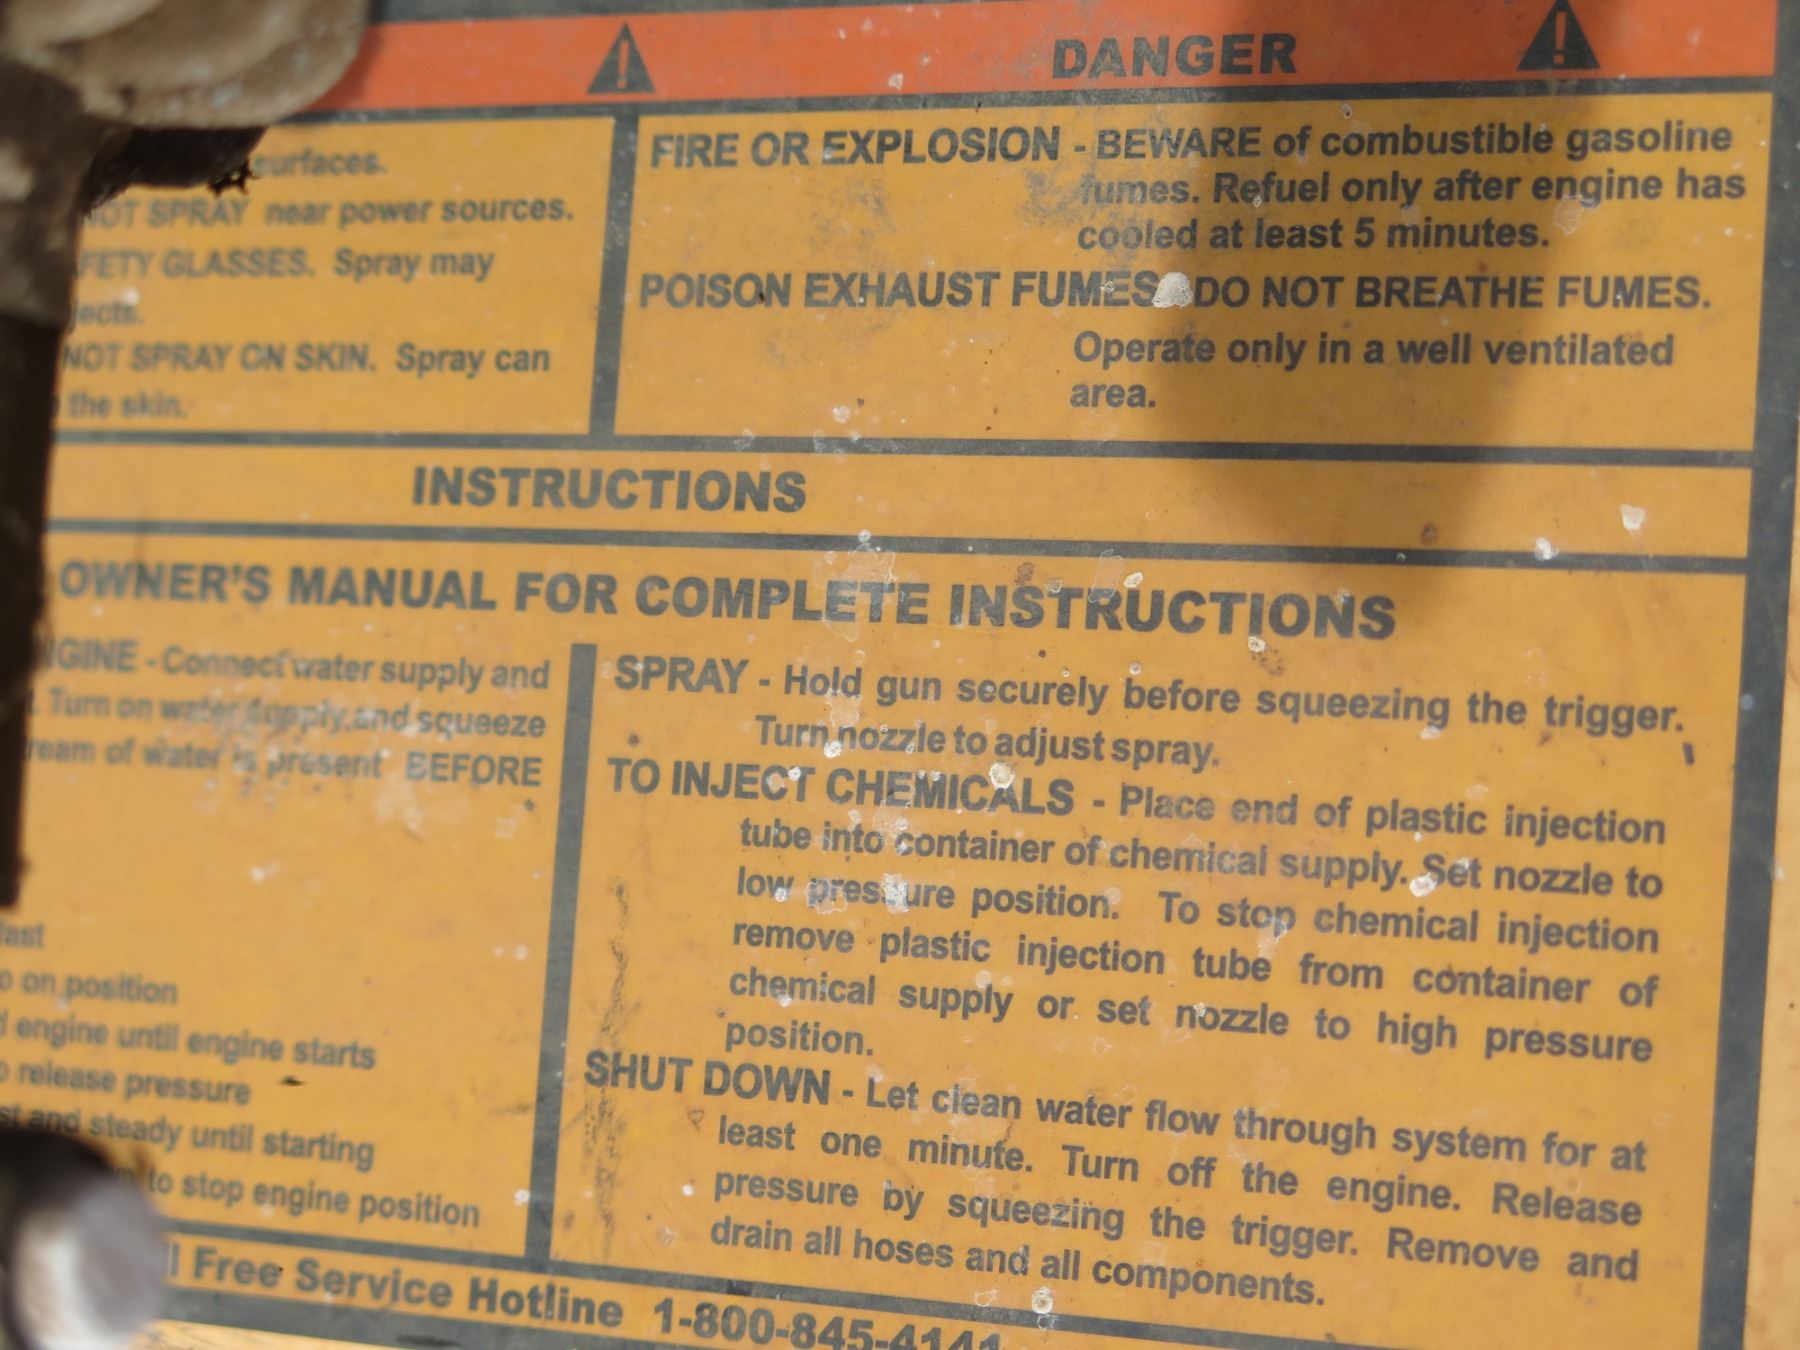 DANGER
surfaces.
NOT SPRAY near power sources.
FETY GLASSES. Spray may
jects.
NOT SPRAY ON SKIN. Spray can
the skin.
FIRE OR EXPLOSION - BEWARE of combustible gasoline
fumes. Refuel only after engine has
cooled at least 5 minutes.
POISON EXHAUST FUMES DO NOT BREATHE FUMES.
Operate only in a well ventilated
area.
INSTRUCTIONS
OWNER'S MANUAL FOR COMPLETE INSTRUCTIONS
NGINE - Connect water supply and
. Turn on water supply and squeeze
ream of water is present BEFORE
fast
o on position
d engine until engine starts
o release pressure
st and steady until starting
to stop engine position
SPRAY - Hold gun securely before squeezing the trigger.
Turn nozzle to adjust spray.
TO INJECT CHEMICALS - Place end of plastic injection
tube into container of chemical supply. Set nozzle to
low pressure position. To stop chemical injection
remove plastic injection tube from container of
chemical supply or set nozzle to high pressure
position.
SHUT DOWN - Let clean water flow through system for at
least one minute. Turn off the engine. Release
pressure by squeezing the trigger. Remove and
drain all hoses and all components.
l Free Service Hotline 1-800-845-4141